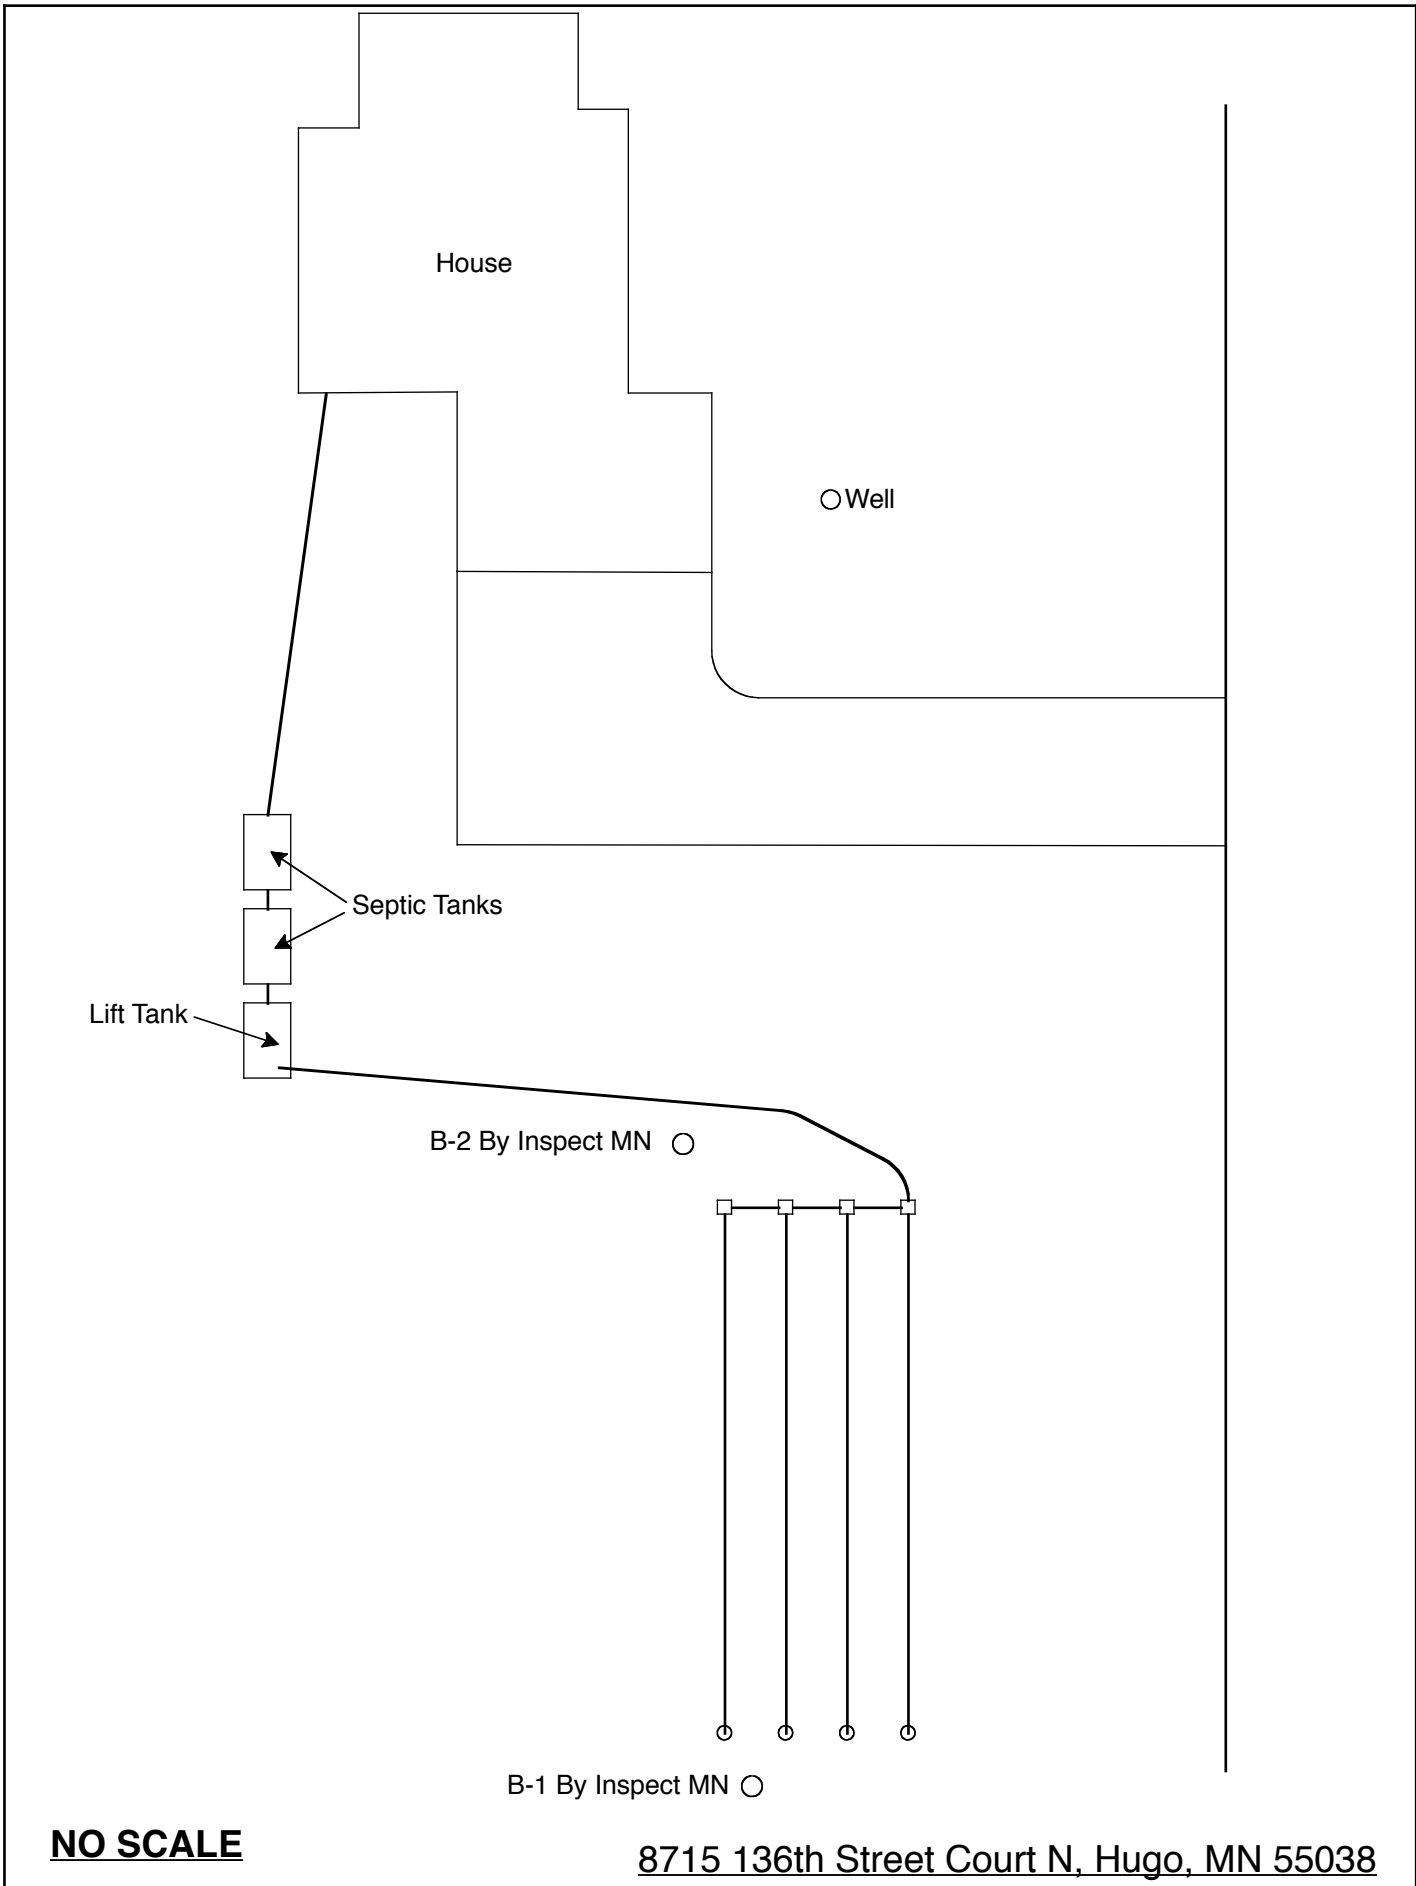 House
Well
Septic Tanks
Lift Tank
B-2 By Inspect MN
B-1 By Inspect MN
NO SCALE
8715 136th Street Court N, Hugo, MN 55038